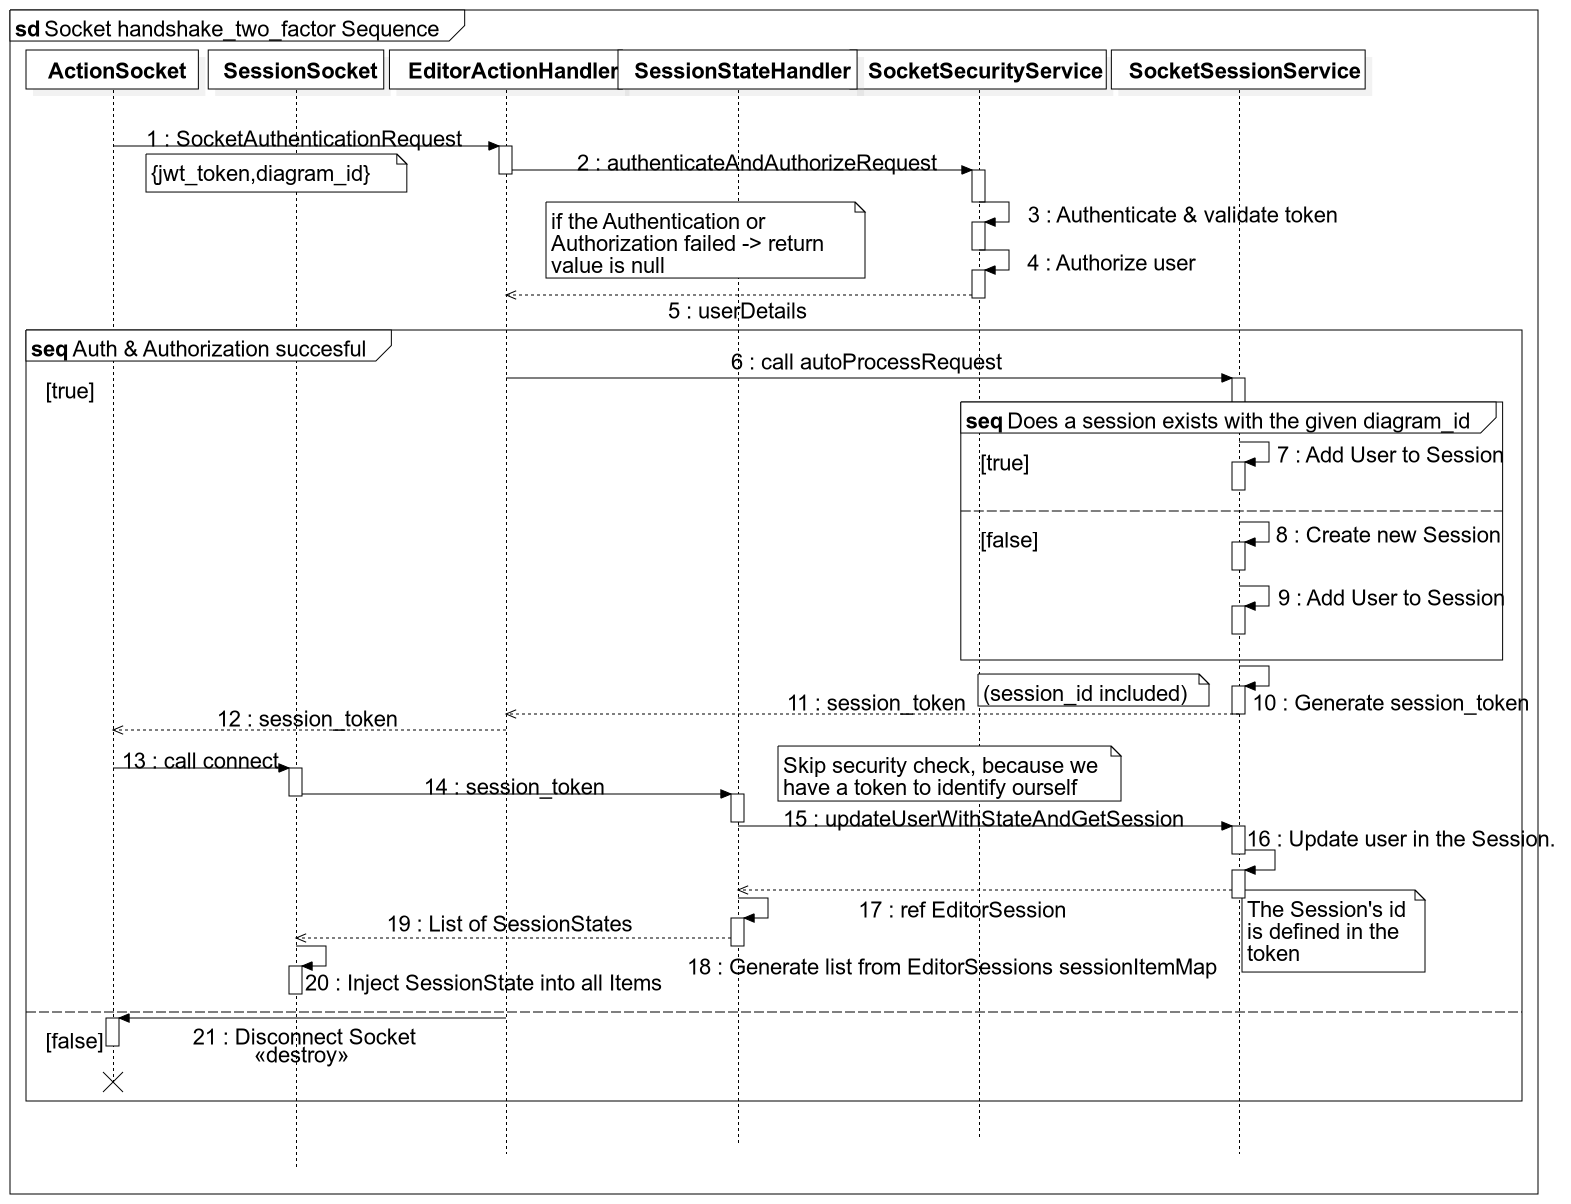 sd Socket handshake_two_factor Sequence
ActionSocket
SessionSocket
EditorActionHandler
SessionStateHandler
SocketSecurityService
SocketSessionService
1 : SocketAuthenticationRequest
{jwt_token,diagram_id}
2 : authenticateAndAuthorizeRequest
if the Authentication or
Authorization failed -> return
value is null
3 : Authenticate & validate token
4 : Authorize user
5 : userDetails
seq Auth & Authorization succesful
[true]
6 : call autoProcessRequest
seq Does a session exists with the given diagram_id
[true]
7 : Add User to Session
[false]
8 : Create new Session
9 : Add User to Session
(session_id included)
10 : Generate session_token
11 : session_token
12 : session_token
13 : call connect
14 : session_token
Skip security check, because we
have a token to identify ourself
15 : updateUserWithStateAndGetSession
16 : Update user in the Session.
The Session's id
is defined in the
token
17 : ref EditorSession
19 : List of SessionStates
18 : Generate list from EditorSessions sessionItemMap
20 : Inject SessionState into all Items
[false]
21 : Disconnect Socket
«destroy»